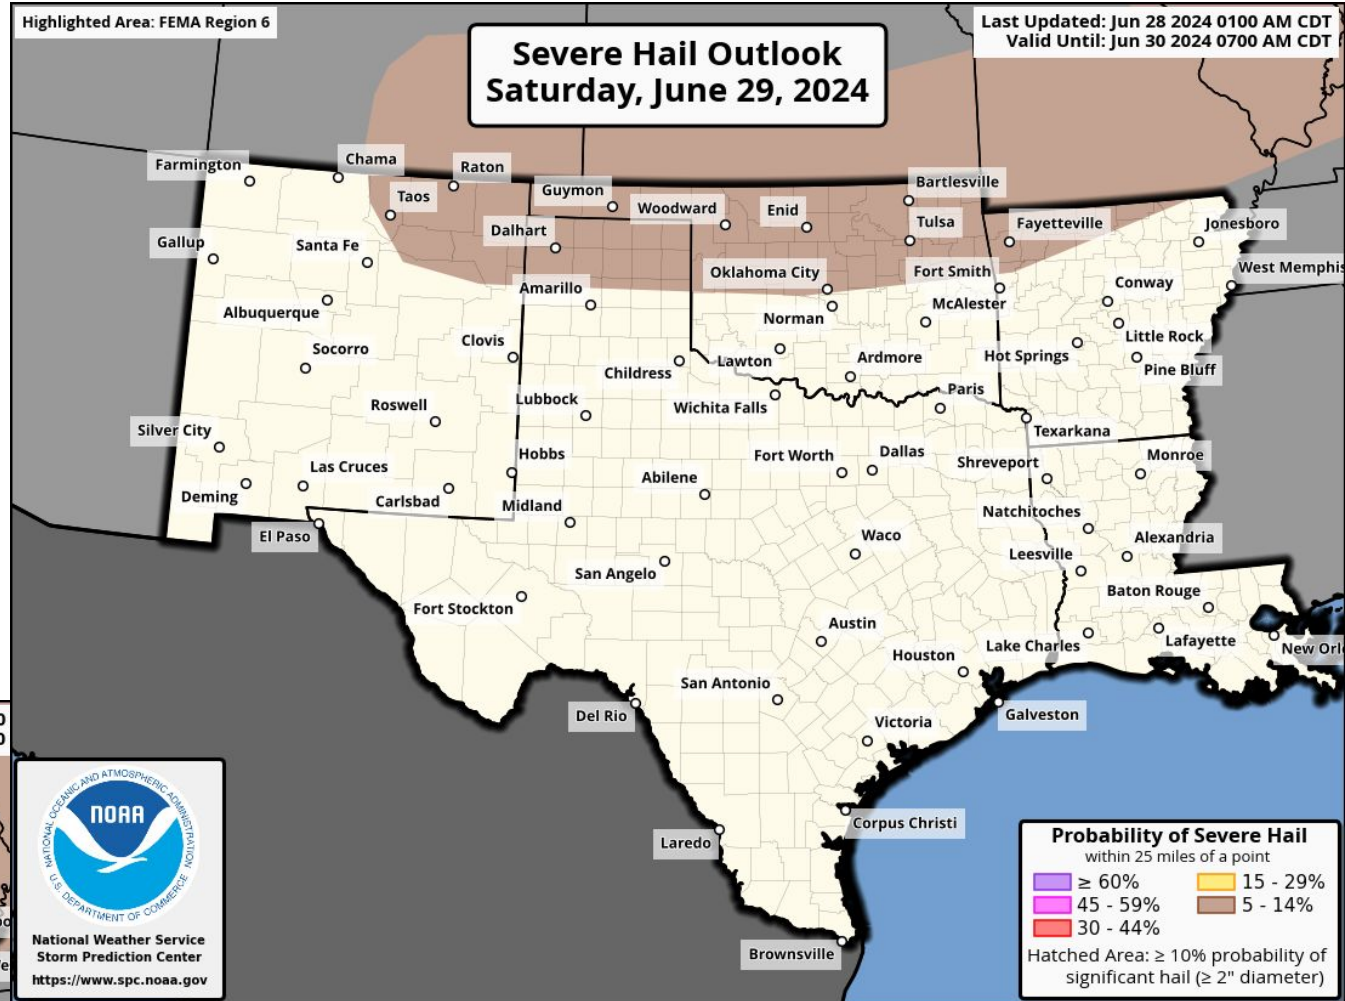 Highlighted Area: FEMA Region 6
Severe Hail Outlook
Saturday, June 29, 2024
Last Updated: Jun 28 2024 0100 AM CDT
Valid Until: Jun 30 2024 0700 AM CDT
Farmington
Chama
Raton
Taos
Guymon
Woodward
Enid
Bartlesville
Tulsa
Fayetteville
Jonesboro
Gallup
Santa Fe
Dalhart
Oklahoma City
Fort Smith
West Memphis
Amarillo
Conway
Albuquerque
Norman
McAlester
Socorro
Clovis
Childress
Lawton
Ardmore
Hot Springs
Little Rock
Pine Bluff
Roswell
Lubbock
Wichita Falls
Paris
Texarkana
Silver City
Las Cruces
Hobbs
Abilene
Fort Worth
Dallas
Shreveport
Monroe
Deming
Carlsbad
Midland
Natchitoches
El Paso
San Angelo
Waco
Leesville
Alexandria
Fort Stockton
Baton Rouge
Austin
Lake Charles
Lafayette
New Orl
Houston
San Antonio
Del Rio
Victoria
Galveston
Laredo
Corpus Christi
Brownsville
NATIONAL OCEANIC AND ATMOSPHERIC ADMINISTRATION
NOAA
U.S. DEPARTMENT OF COMMERCE
National Weather Service
Storm Prediction Center
https://www.spc.noaa.gov
Probability of Severe Hail
within 25 miles of a point
≥ 60%
15 - 29%
45 - 59%
5 - 14%
30 - 44%
Hatched Area: ≥ 10% probability of
significant hail (≥ 2" diameter)